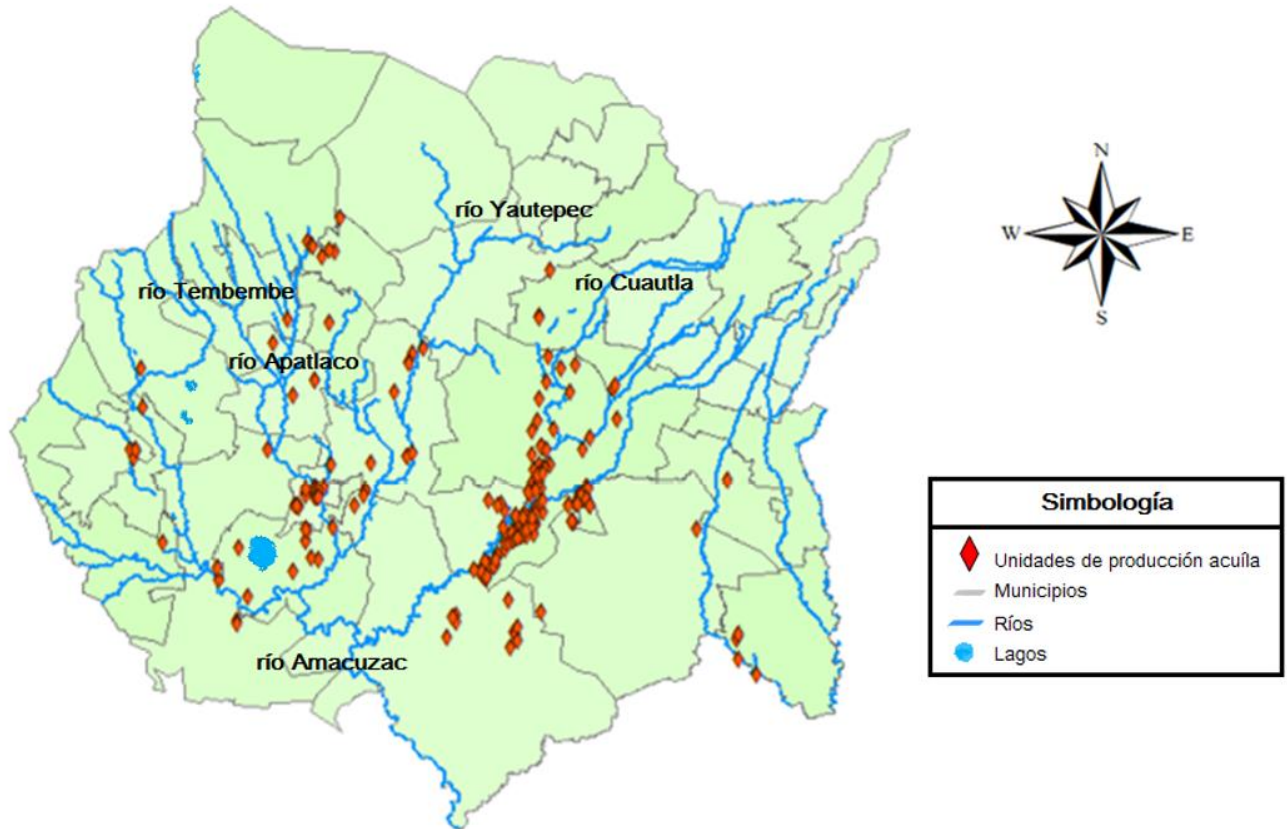 N
W
E
S
río Yautepec
río Cuautla
río Tembembe
río Apatlaco
río Amacuzac
Simbología
Unidades de producción acuíla
Municipios
Ríos
Lagos